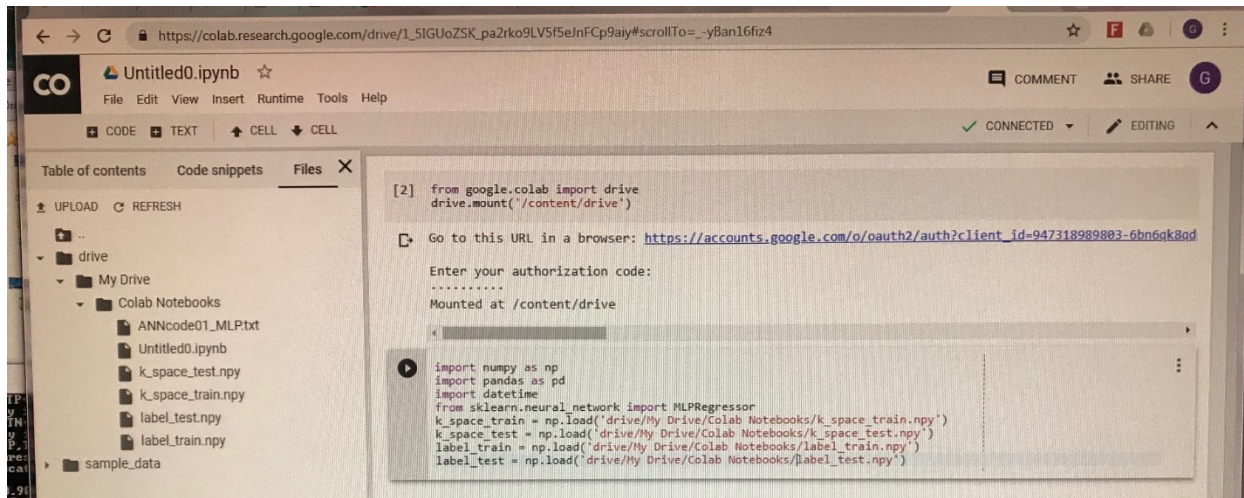 https://colab.research.google.com/drive/1_5IGUoZSK_pa2rko9LV5f5eJnFCp9aiy#scrollTo=_-yBan16fiz4
F
G
CO
Untitled0.ipynb
File Edit View Insert Runtime Tools Help
COMMENT SHARE G
CODE TEXT CELL CELL
CONNECTED EDITING
Table of contents Code snippets Files X
UPLOAD REFRESH
..
drive
My Drive
Colab Notebooks
ANNcode01_MLP.txt
Untitled0.ipynb
k_space_test.npy
k_space_train.npy
label_test.npy
label_train.npy
sample_data
[2] from google.colab import drive
drive.mount('/content/drive')
Go to this URL in a browser: https://accounts.google.com/o/oauth2/auth?client_id=947318989803-6bn6qk8qd
Enter your authorization code:
··········
Mounted at /content/drive
import numpy as np
import pandas as pd
import datetime
from sklearn.neural_network import MLPRegressor
k_space_train = np.load('drive/My Drive/Colab Notebooks/k_space_train.npy')
k_space_test = np.load('drive/My Drive/Colab Notebooks/k_space_test.npy')
label_train = np.load('drive/My Drive/Colab Notebooks/label_train.npy')
label_test = np.load('drive/My Drive/Colab Notebooks/label_test.npy')